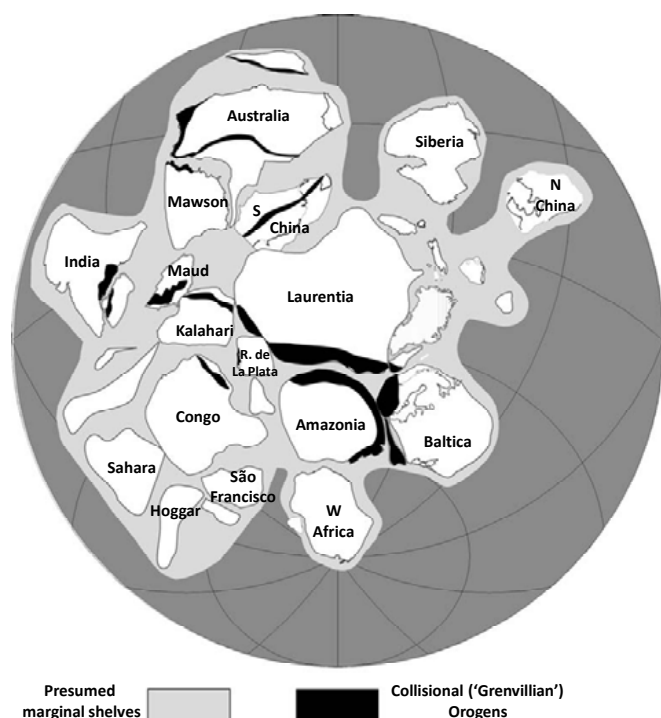 Australia
Siberia
Mawson
S
China
N
China
India
Maud
Laurentia
Kalahari
R. de
La Plata
Congo
Amazonia
Baltica
Sahara
São
Francisco
Hoggar
W
Africa
Presumed
marginal shelves
Collisional (‘Grenvillian’)
Orogens